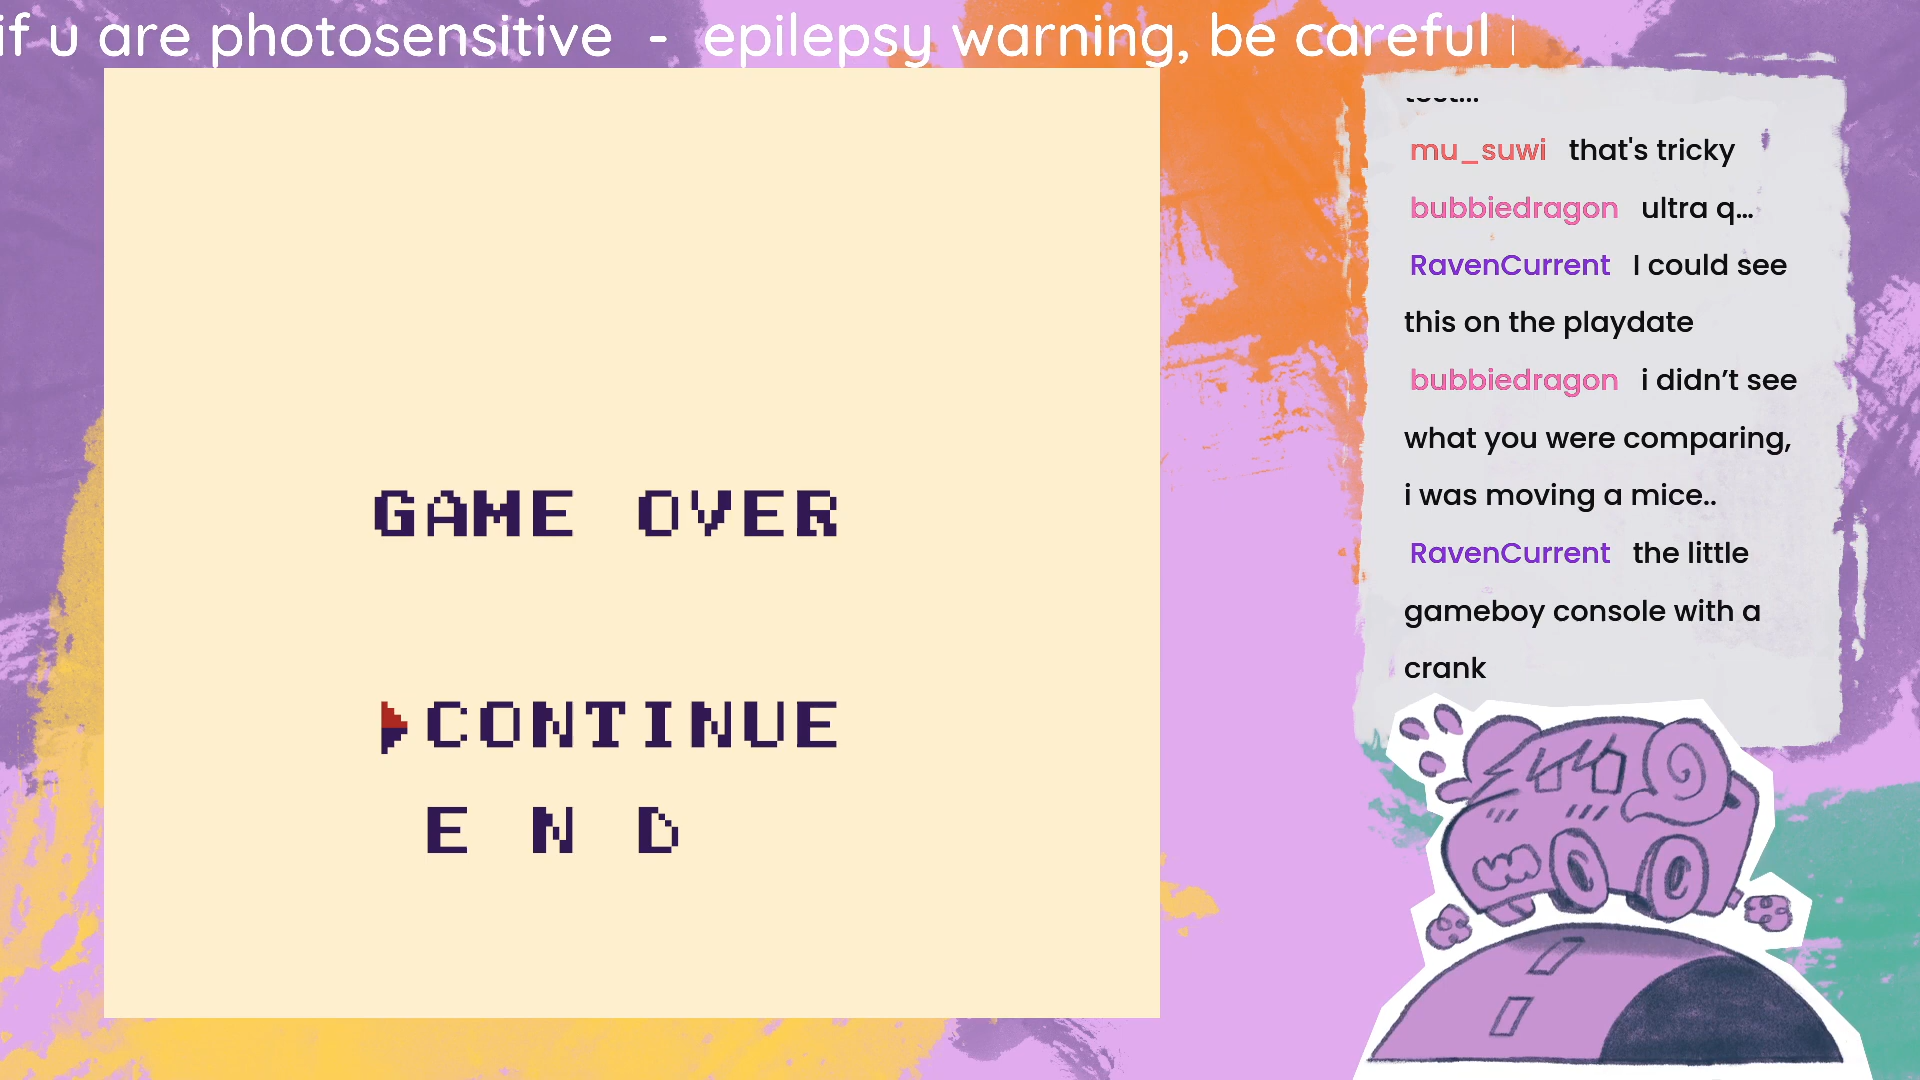 if u are photosensitive - epilepsy warning, be careful
GAME OVER
CONTINUE
E N D
mu_suwi that's tricky
bubbiedragon ultra q...
RavenCurrent I could see
this on the playdate
bubbiedragon i didn’t see
what you were comparing,
i was moving a mice..
RavenCurrent the little
gameboy console with a
crank